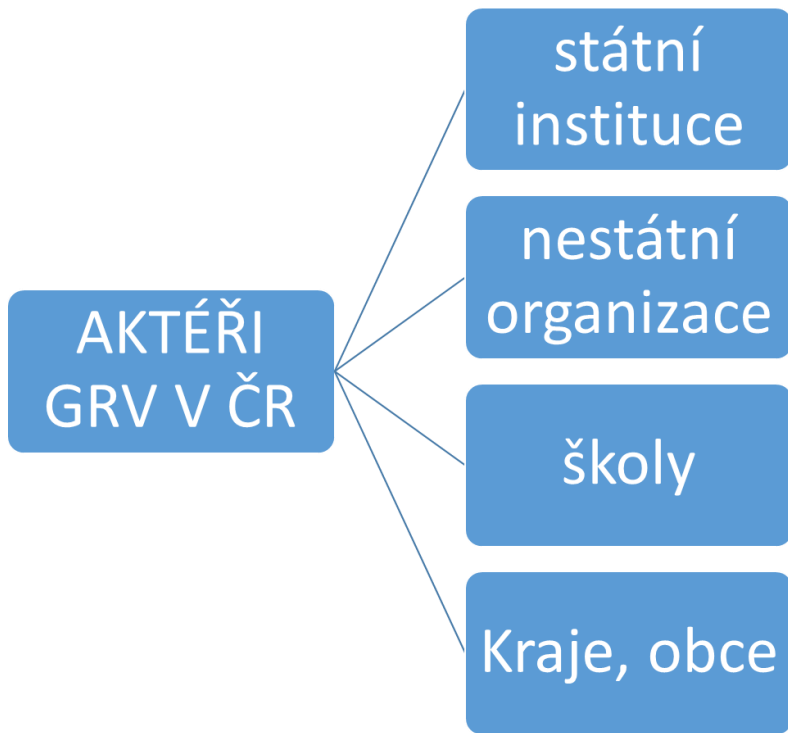 státní
instituce
nestátní
organizace
AKTÉŘI
GRV V ČR
školy
Kraje, obce